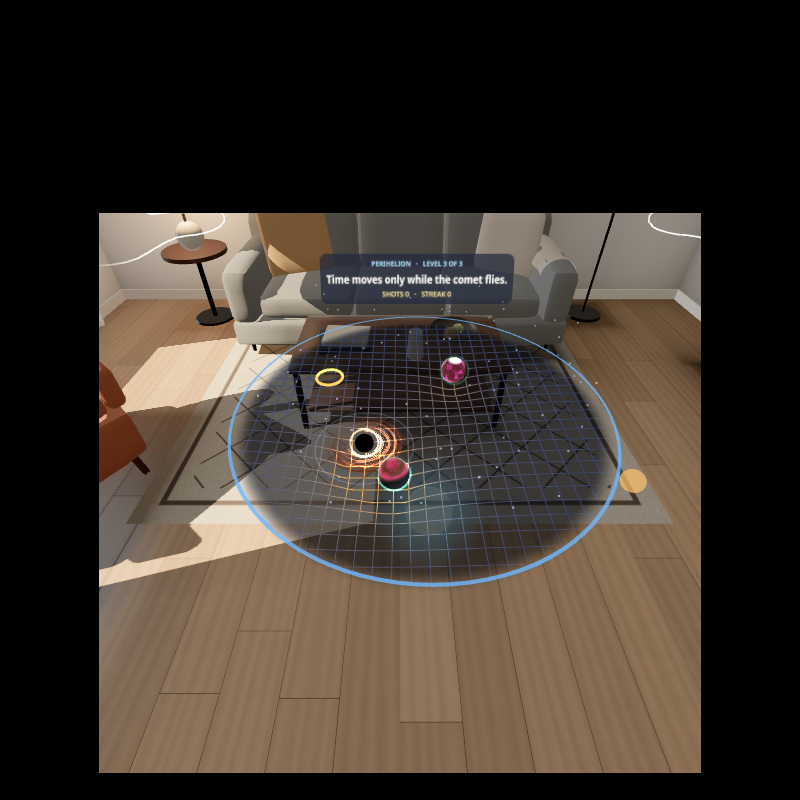 PERIHELION · LEVEL 3 OF 3
Time moves only while the comet flies.
SHOTS 0 · STREAK 0